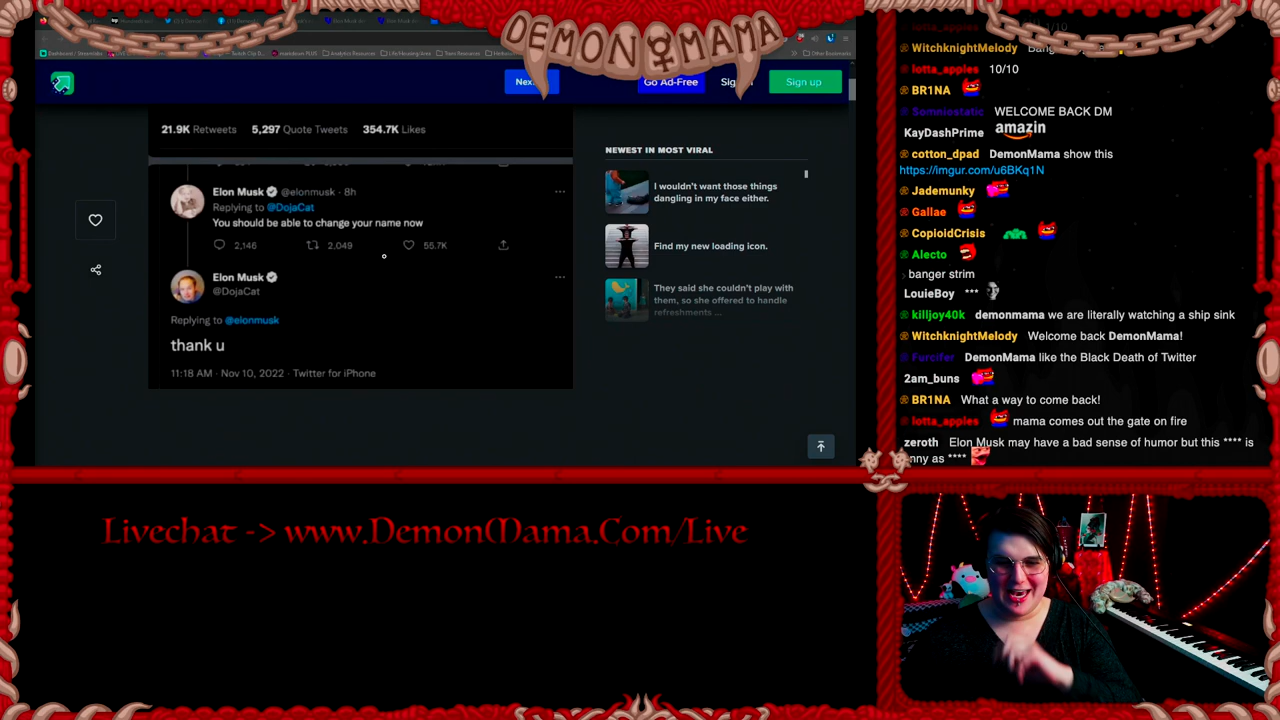 DEMON MAMA
Go Ad-Free
Sign up
21.9K Retweets 5,297 Quote Tweets 354.7K Likes
Elon Musk @elonmusk · 8h
Replying to @DojaCat
You should be able to change your name now
2,146 2,049 55.7K
Elon Musk
@DojaCat
Replying to @elonmusk
thank u
11:18 AM · Nov 10, 2022 · Twitter for iPhone
NEWEST IN MOST VIRAL
I wouldn't want those things
dangling in my face either.
Find my new loading icon.
They said she couldn't play with
them, so she offered to handle
refreshments ...
Livechat -> www.DemonMama.Com/Live
WitchknightMelody
lotta_apples 10/10
BR1NA
Somniostatic WELCOME BACK DM
KayDashPrime amazin
cotton_dpad DemonMama show this
https://imgur.com/u6BKq1N
Jademunky
Gallae
CopioidCrisis
Alecto
banger strim
LouieBoy ***
killjoy40k demonmama we are literally watching a ship sink
WitchknightMelody Welcome back DemonMama!
Furcifer DemonMama like the Black Death of Twitter
2am_buns
BR1NA What a way to come back!
lotta_apples mama comes out the gate on fire
zeroth Elon Musk may have a bad sense of humor but this **** is
nny as ****